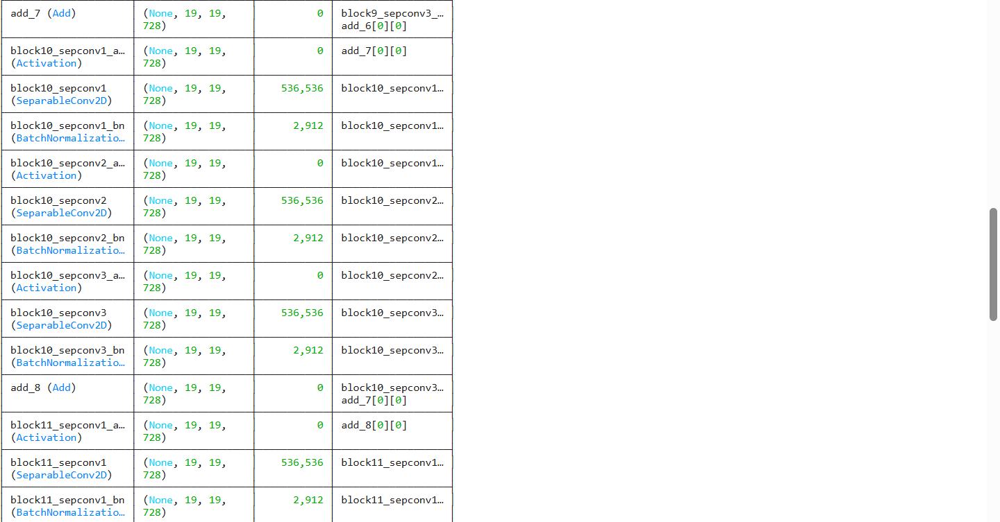 add_7 (Add) (None, 19, 19, 0 block9_sepconv3_…
728) add_6[0][0]
block10_sepconv1_a… (None, 19, 19, 0 add_7[0][0]
(Activation) 728)
block10_sepconv1 (None, 19, 19, 536,536 block10_sepconv1…
(SeparableConv2D) 728)
block10_sepconv1_bn (None, 19, 19, 2,912 block10_sepconv1…
(BatchNormalizatio… 728)
block10_sepconv2_a… (None, 19, 19, 0 block10_sepconv1…
(Activation) 728)
block10_sepconv2 (None, 19, 19, 536,536 block10_sepconv2…
(SeparableConv2D) 728)
block10_sepconv2_bn (None, 19, 19, 2,912 block10_sepconv2…
(BatchNormalizatio… 728)
block10_sepconv3_a… (None, 19, 19, 0 block10_sepconv2…
(Activation) 728)
block10_sepconv3 (None, 19, 19, 536,536 block10_sepconv3…
(SeparableConv2D) 728)
block10_sepconv3_bn (None, 19, 19, 2,912 block10_sepconv3…
(BatchNormalizatio… 728)
add_8 (Add) (None, 19, 19, 0 block10_sepconv3…
728) add_7[0][0]
block11_sepconv1_a… (None, 19, 19, 0 add_8[0][0]
(Activation) 728)
block11_sepconv1 (None, 19, 19, 536,536 block11_sepconv1…
(SeparableConv2D) 728)
block11_sepconv1_bn (None, 19, 19, 2,912 block11_sepconv1…
(BatchNormalizatio… 728)